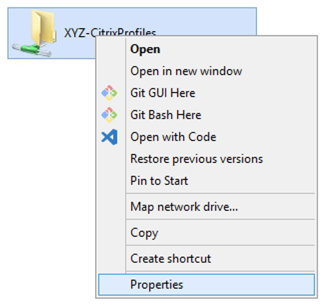 XYZ-CitrixProfiles
Open
Open in new window
Git GUI Here
Git Bash Here
Open with Code
Restore previous versions
Pin to Start
Map network drive...
Copy
Create shortcut
Properties